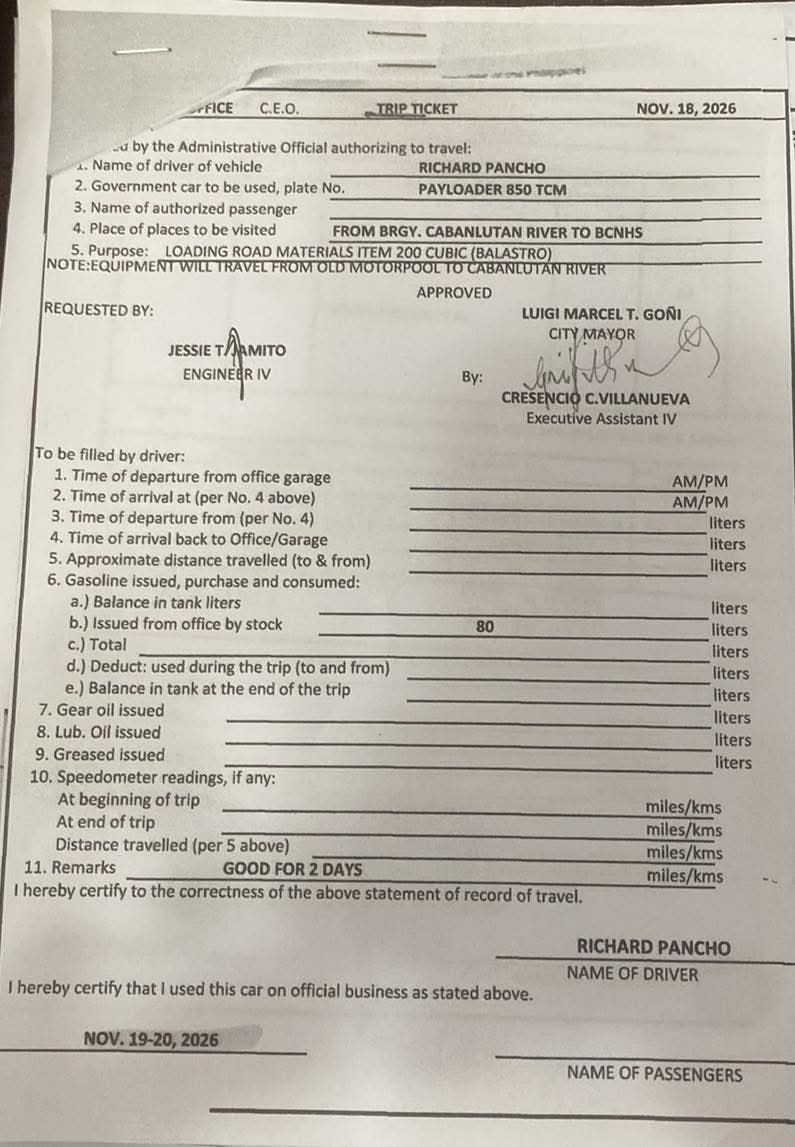 C.E.O. TRIP TICKET NOV. 18, 2026
by the Administrative Official authorizing to travel:
1. Name of driver of vehicle RICHARD PANCHO
2. Government car to be used, plate No. PAYLOADER 850 TCM
3. Name of authorized passenger
4. Place of places to be visited FROM BRGY. CABANLUTAN RIVER TO BCNHS
5. Purpose: LOADING ROAD MATERIALS ITEM 200 CUBIC (BALASTRO)
NOTE:EQUIPMENT WILL TRAVEL FROM OLD MOTORPOOL TO CABANLUTAN RIVER
APPROVED
REQUESTED BY: LUIGI MARCEL T. GOÑI
CITY MAYOR
JESSIE
ENGINEER IV By:
CRESENCIO C.VILLANUEVA
Executive Assistant IV
To be filled by driver:
1. Time of departure from office garage AM/PM
2. Time of arrival at (per No. 4 above) AM/PM
3. Time of departure from (per No. 4) liters
4. Time of arrival back to Office/Garage liters
5. Approximate distance travelled (to & from) liters
6. Gasoline issued, purchase and consumed:
a.) Balance in tank liters liters
b.) Issued from office by stock 80 liters
c.) Total liters
d.) Deduct: used during the trip (to and from) liters
e.) Balance in tank at the end of the trip liters
7. Gear oil issued liters
8. Lub. Oil issued liters
9. Greased issued liters
10. Speedometer readings, if any:
At beginning of trip miles/kms
At end of trip miles/kms
Distance travelled (per 5 above) miles/kms
11. Remarks GOOD FOR 2 DAYS miles/kms
I hereby certify to the correctness of the above statement of record of travel.
RICHARD PANCHO
NAME OF DRIVER
I hereby certify that I used this car on official business as stated above.
NOV. 19-20, 2026
NAME OF PASSENGERS